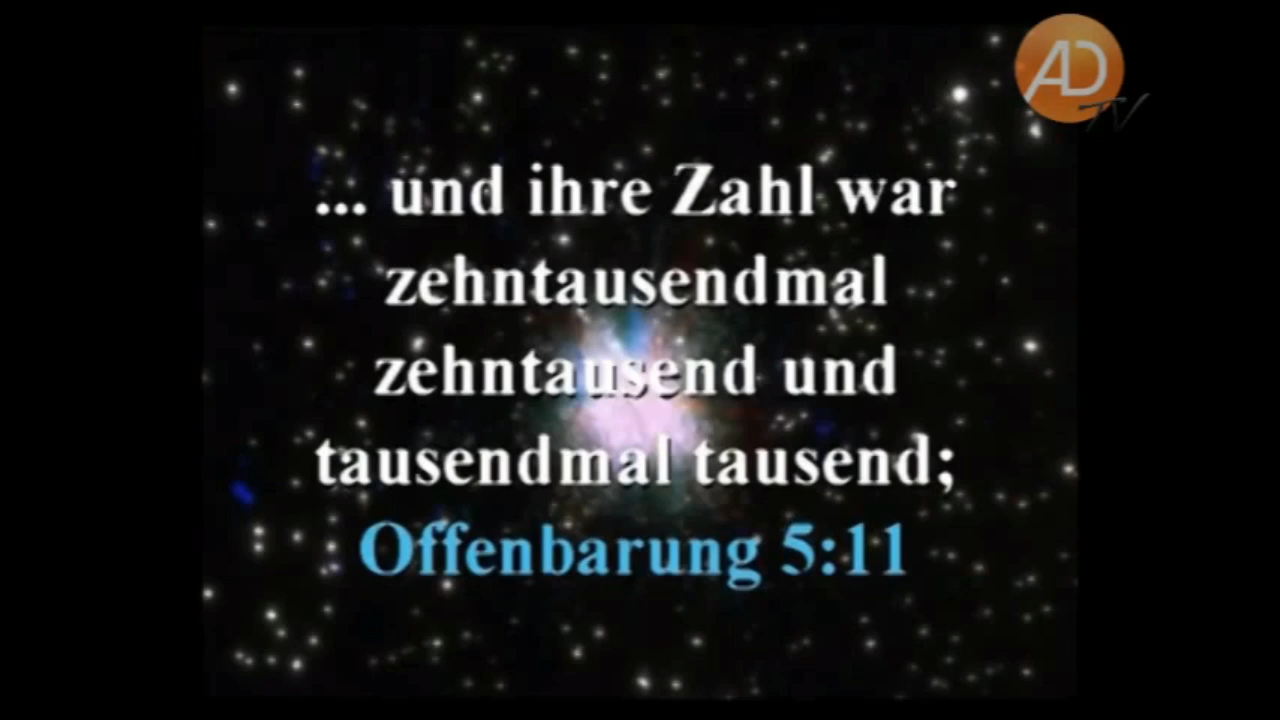 AD
TV
... und ihre Zahl war
zehntausendmal
zehntausend und
tausendmal tausend;
Offenbarung 5:11